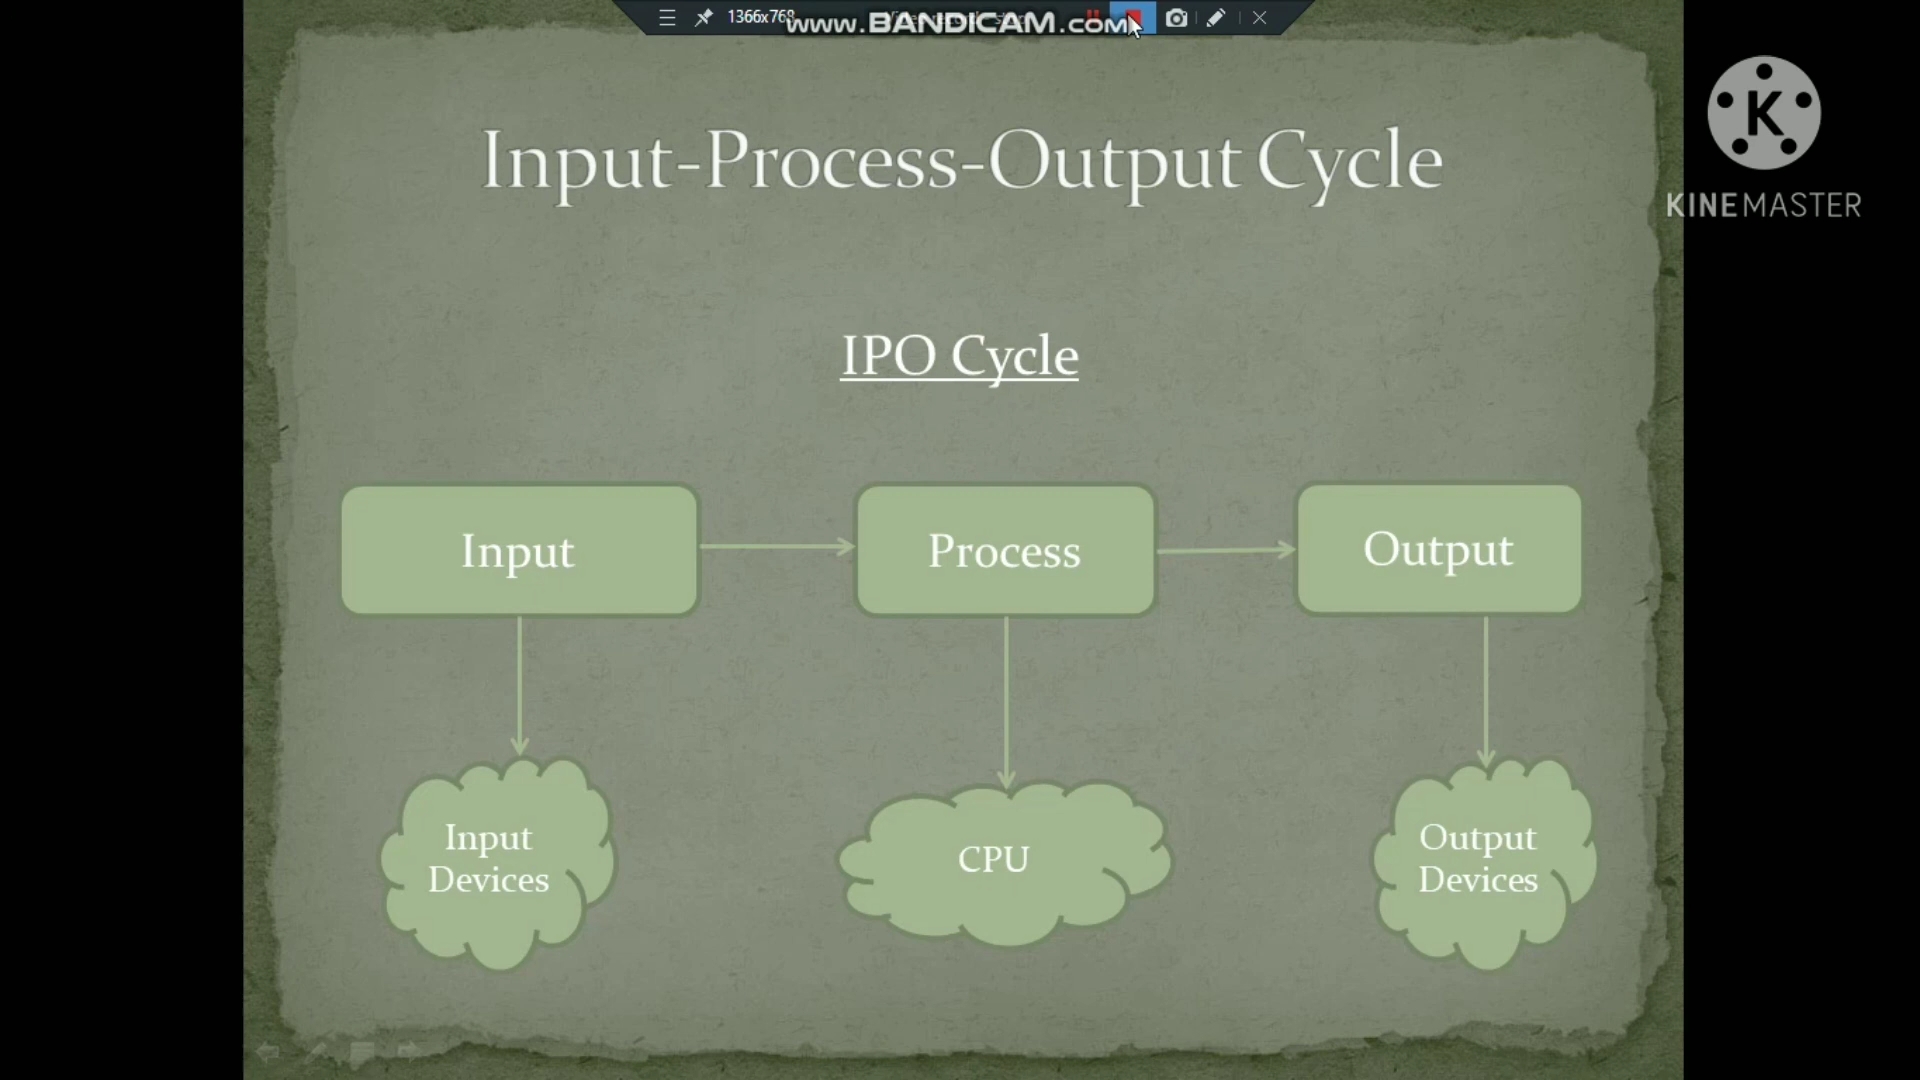 1366x768
www.BANDICAM.com
K
KINEMASTER
Input-Process-Output Cycle
IPO Cycle
Input
Process
Output
Input
Devices
CPU
Output
Devices